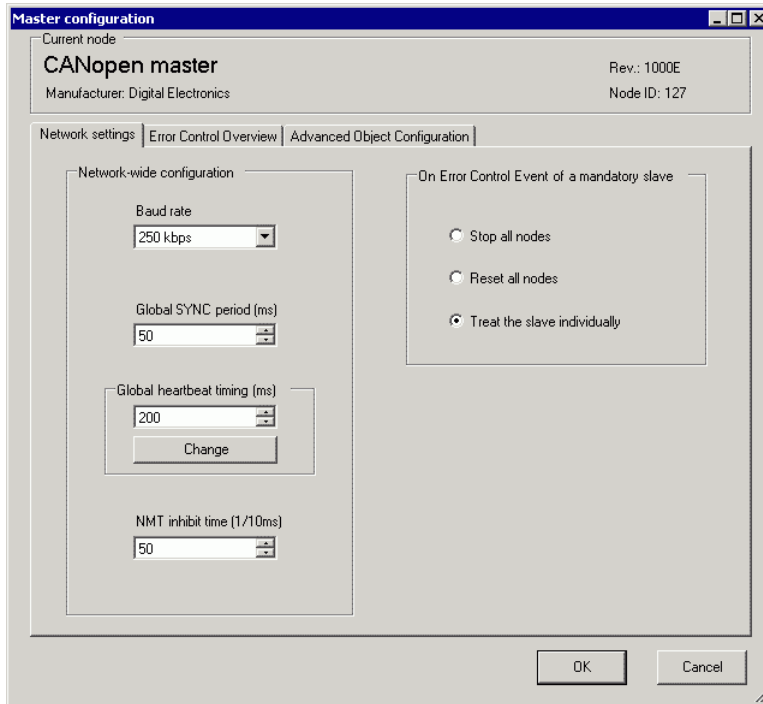 Master configuration
Current node
CANopen master
Rev.: 1000E
Manufacturer: Digital Electronics
Node ID: 127
Network settings
Error Control Overview
Advanced Object Configuration
Network-wide configuration
Baud rate
250 kbps
Global SYNC period (ms)
50
Global heartbeat timing (ms)
200
Change
NMT inhibit time (1/10ms)
50
On Error Control Event of a mandatory slave
Stop all nodes
Reset all nodes
Treat the slave individually
OK
Cancel